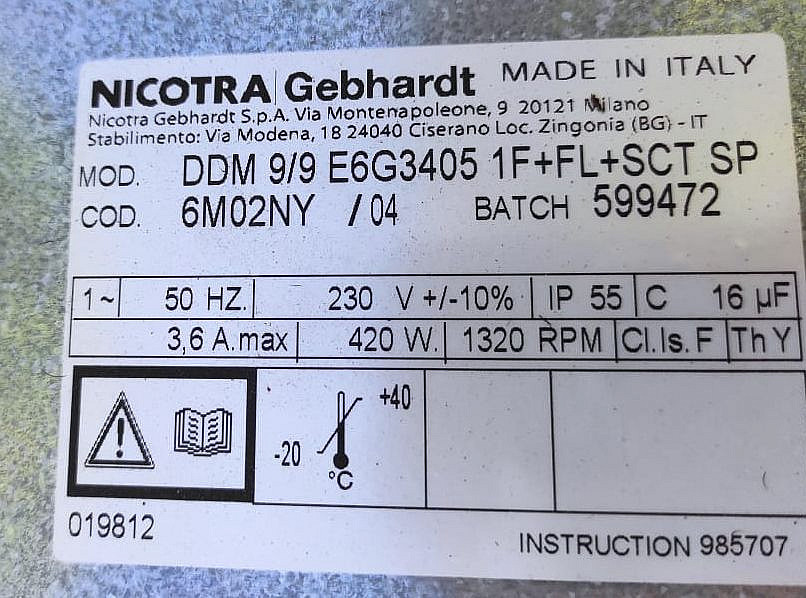 NICOTRA Gebhardt MADE IN ITALY
Nicotra Gebhardt S.p.A. Via Montenapoleone, 9 20121 Milano
Stabilimento: Via Modena, 18 24040 Ciserano Loc. Zingonia (BG) - IT
MOD. DDM 9/9 E6G3405 1F+FL+SCT SP
COD. 6M02NY /04 BATCH 599472
1~ 50 HZ. 230 V +/-10% IP 55 C 16 µF
3,6 A.max 420 W. 1320 RPM Cl.Is.F Th Y
+40
-20
°C
019812
INSTRUCTION 985707